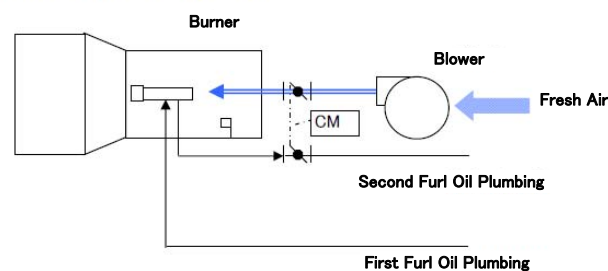 Burner
Blower
Fresh Air
CM
Second Furl Oil Plumbing
First Furl Oil Plumbing